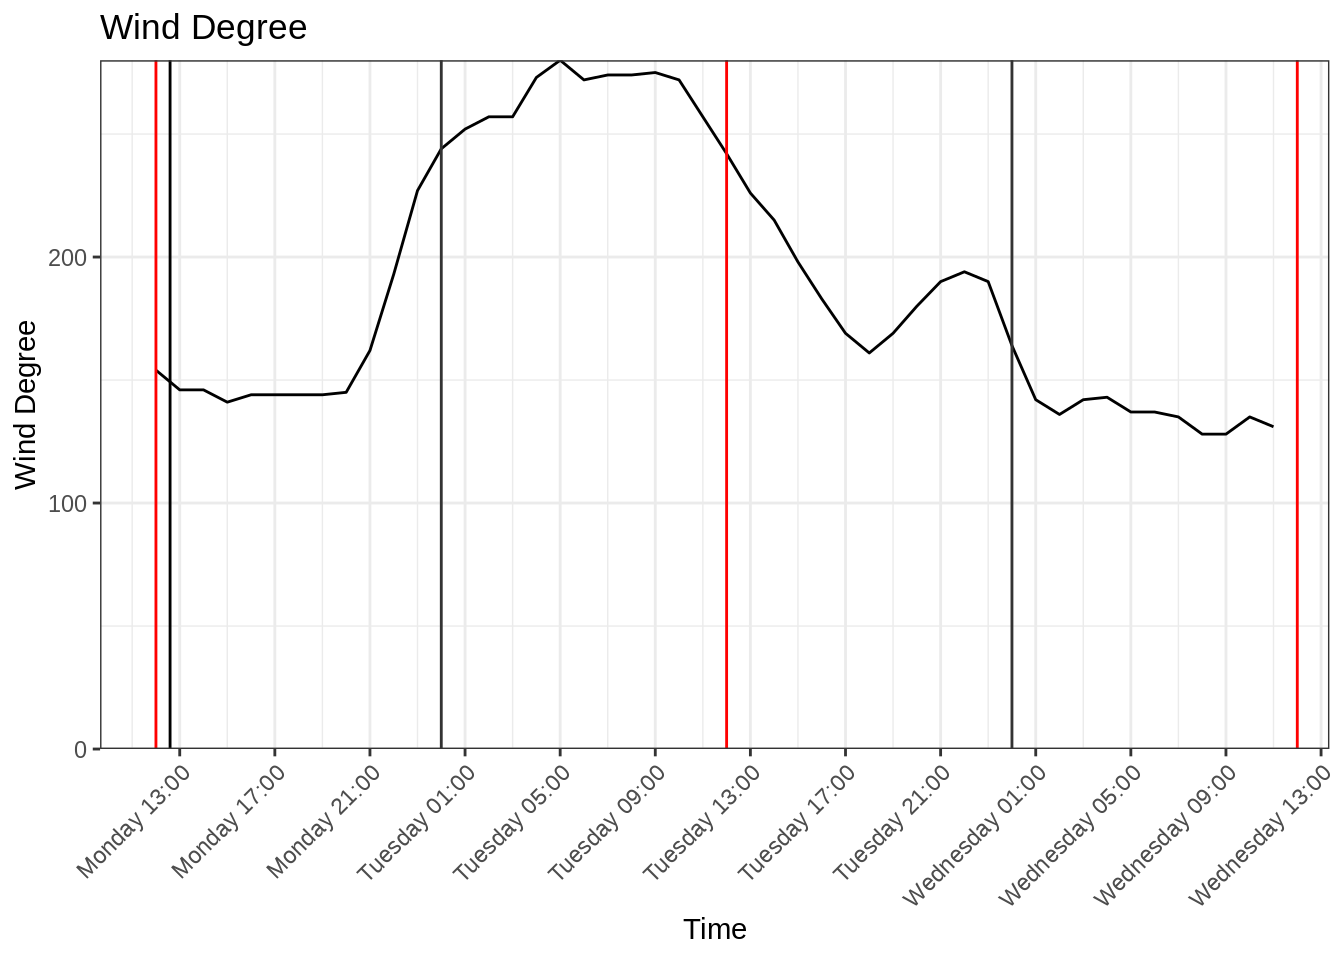 Wind Degree
Wind Degree
200
100
0
Monday 13:00
Monday 17:00
Monday 21:00
Tuesday 01:00
Tuesday 05:00
Tuesday 09:00
Tuesday 13:00
Tuesday 17:00
Tuesday 21:00
Wednesday 01:00
Wednesday 05:00
Wednesday 09:00
Wednesday 13:00
Time